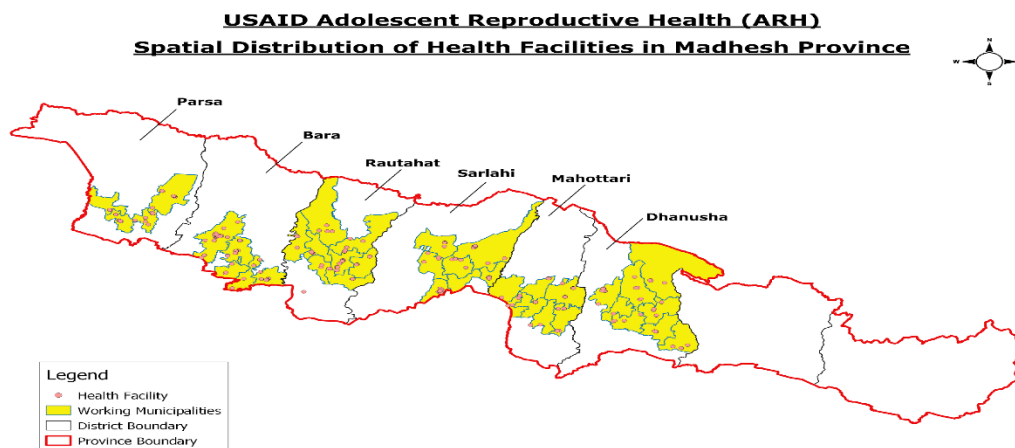 USAID Adolescent Reproductive Health (ARH)
Spatial Distribution of Health Facilities in Madhesh Province
N
W
E
S
Parsa
Bara
Rautahat
Sarlahi
Mahottari
Dhanusha
Legend
Health Facility
Working Municipalities
District Boundary
Province Boundary